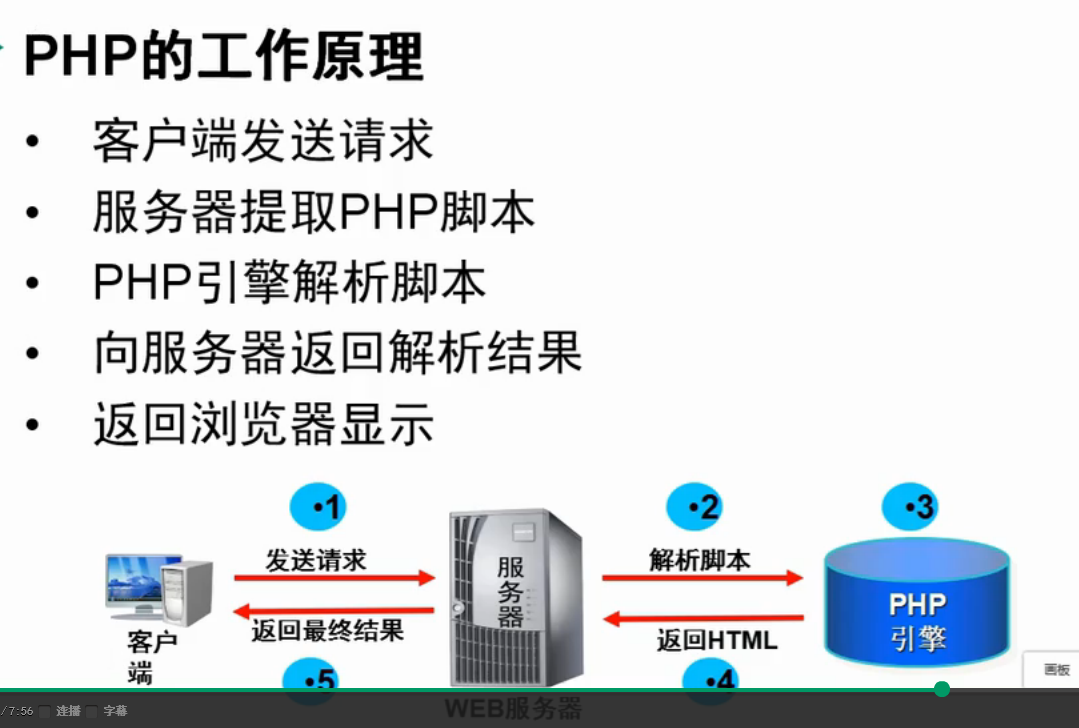 PHP的工作原理
• 客户端发送请求
• 服务器提取PHP脚本
• PHP引擎解析脚本
• 向服务器返回解析结果
• 返回浏览器显示
•1
•2
•3
发送请求
解析脚本
服务器
PHP
引擎
返回最终结果
返回HTML
客户
端
•5
•4
画板
WEB服务器
/7:56 连播 字幕